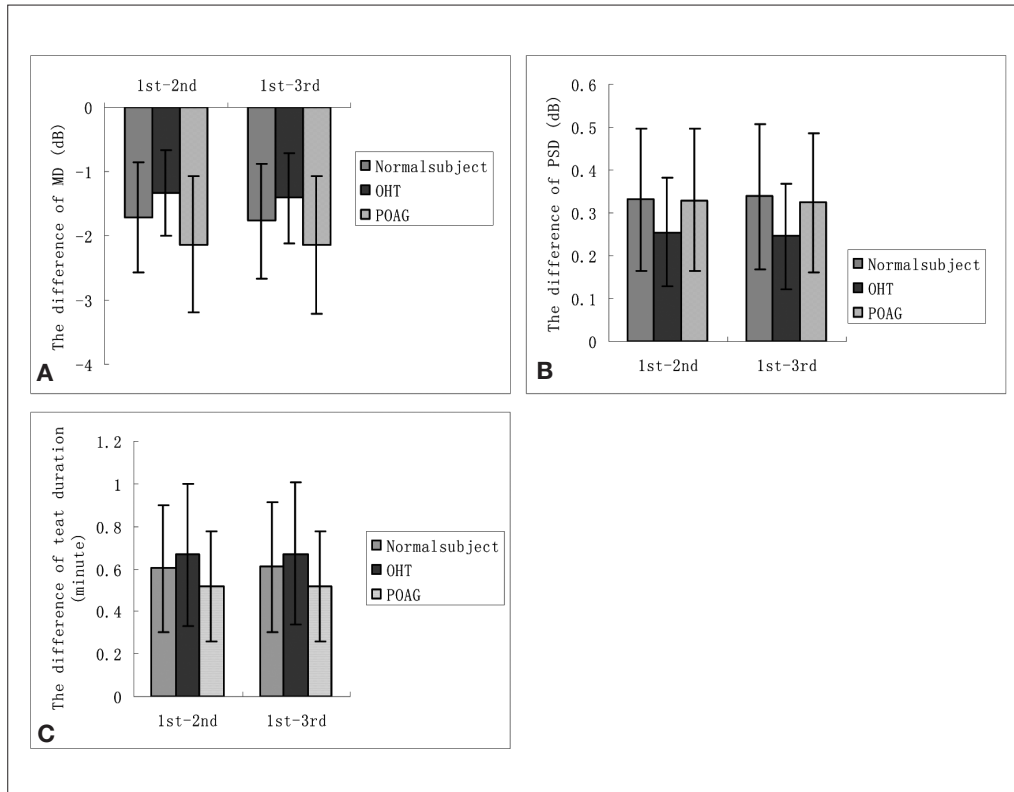 1st-2nd 1st-3rd
0
-1
-2
-3
-4
The difference of MD (dB)
Normalsubject
OHT
POAG
A
0.6
0.5
0.4
0.3
0.2
0.1
0
The difference of PSD (dB)
1st-2nd 1st-3rd
Normalsubject
OHT
POAG
B
1.2
1
0.8
0.6
0.4
0.2
0
The difference of teat duration
(minute)
1st-2nd 1st-3rd
Normalsubject
OHT
POAG
C